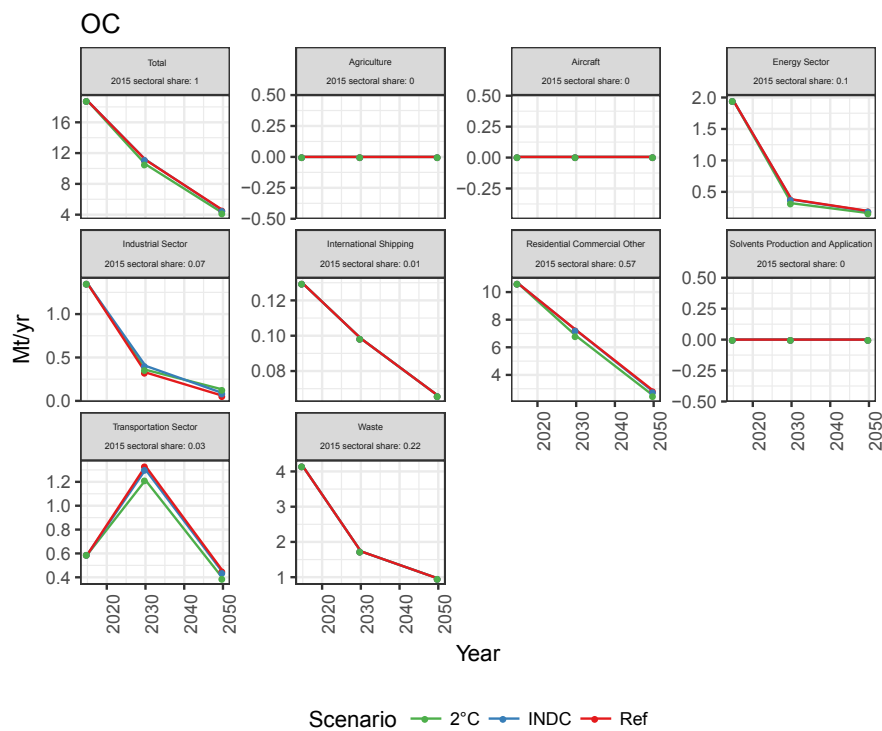 OC
Total
2015 sectoral share: 1
Agriculture
2015 sectoral share: 0
Aircraft
2015 sectoral share: 0
Energy Sector
2015 sectoral share: 0.1
16
12
8
4
0.50
0.25
0.00
−0.25
−0.50
0.50
0.25
0.00
−0.25
2.0
1.5
1.0
0.5
Industrial Sector
2015 sectoral share: 0.07
International Shipping
2015 sectoral share: 0.01
Residential Commercial Other
2015 sectoral share: 0.57
Solvents Production and Application
2015 sectoral share: 0
1.0
0.5
0.0
0.12
0.10
0.08
10
8
6
4
0.50
0.25
0.00
−0.25
−0.50
Transportation Sector
2015 sectoral share: 0.03
Waste
2015 sectoral share: 0.22
2020
2030
2040
2050
2020
2030
2040
2050
1.2
1.0
0.8
0.6
0.4
4
3
2
1
2020
2030
2040
2050
2020
2030
2040
2050
Mt/yr
Year
Scenario 2°C INDC Ref